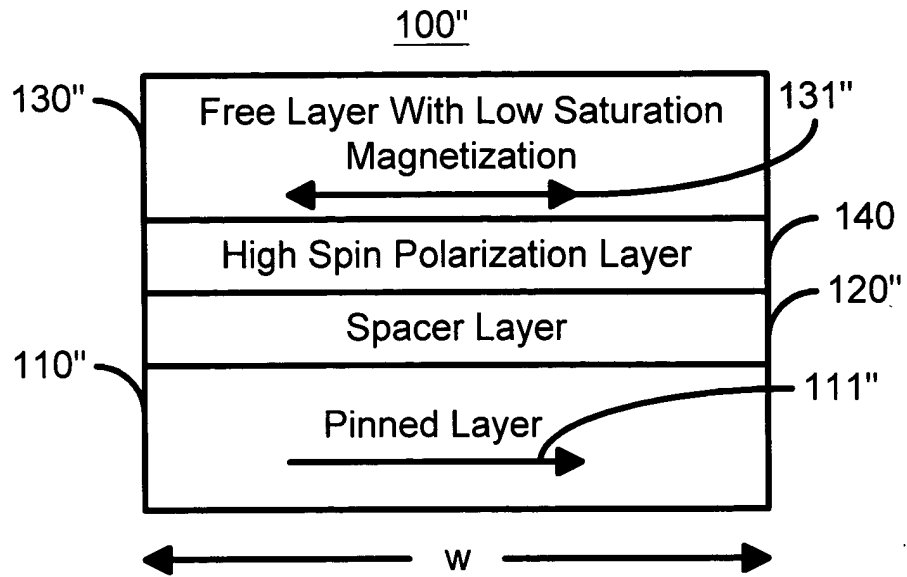 100"
130"
Free Layer With Low Saturation
Magnetization
131"
High Spin Polarization Layer
140
Spacer Layer
120"
110"
Pinned Layer
111"
w